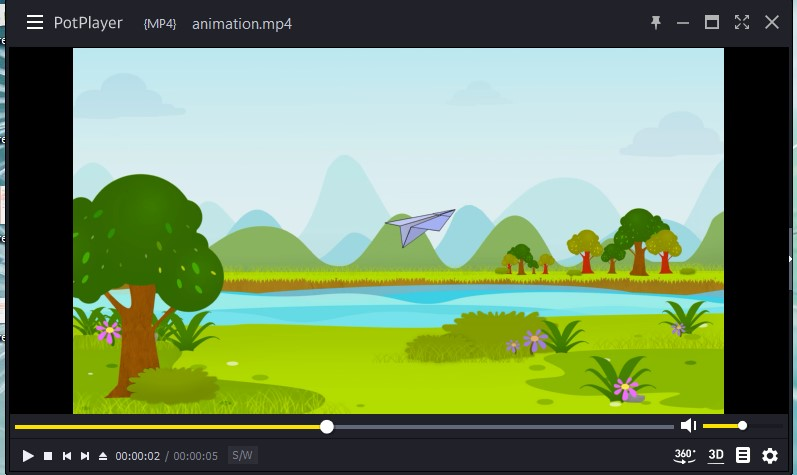 PotPlayer {MP4} animation.mp4
00:00:02 / 00:00:05 S/W 360° 3D